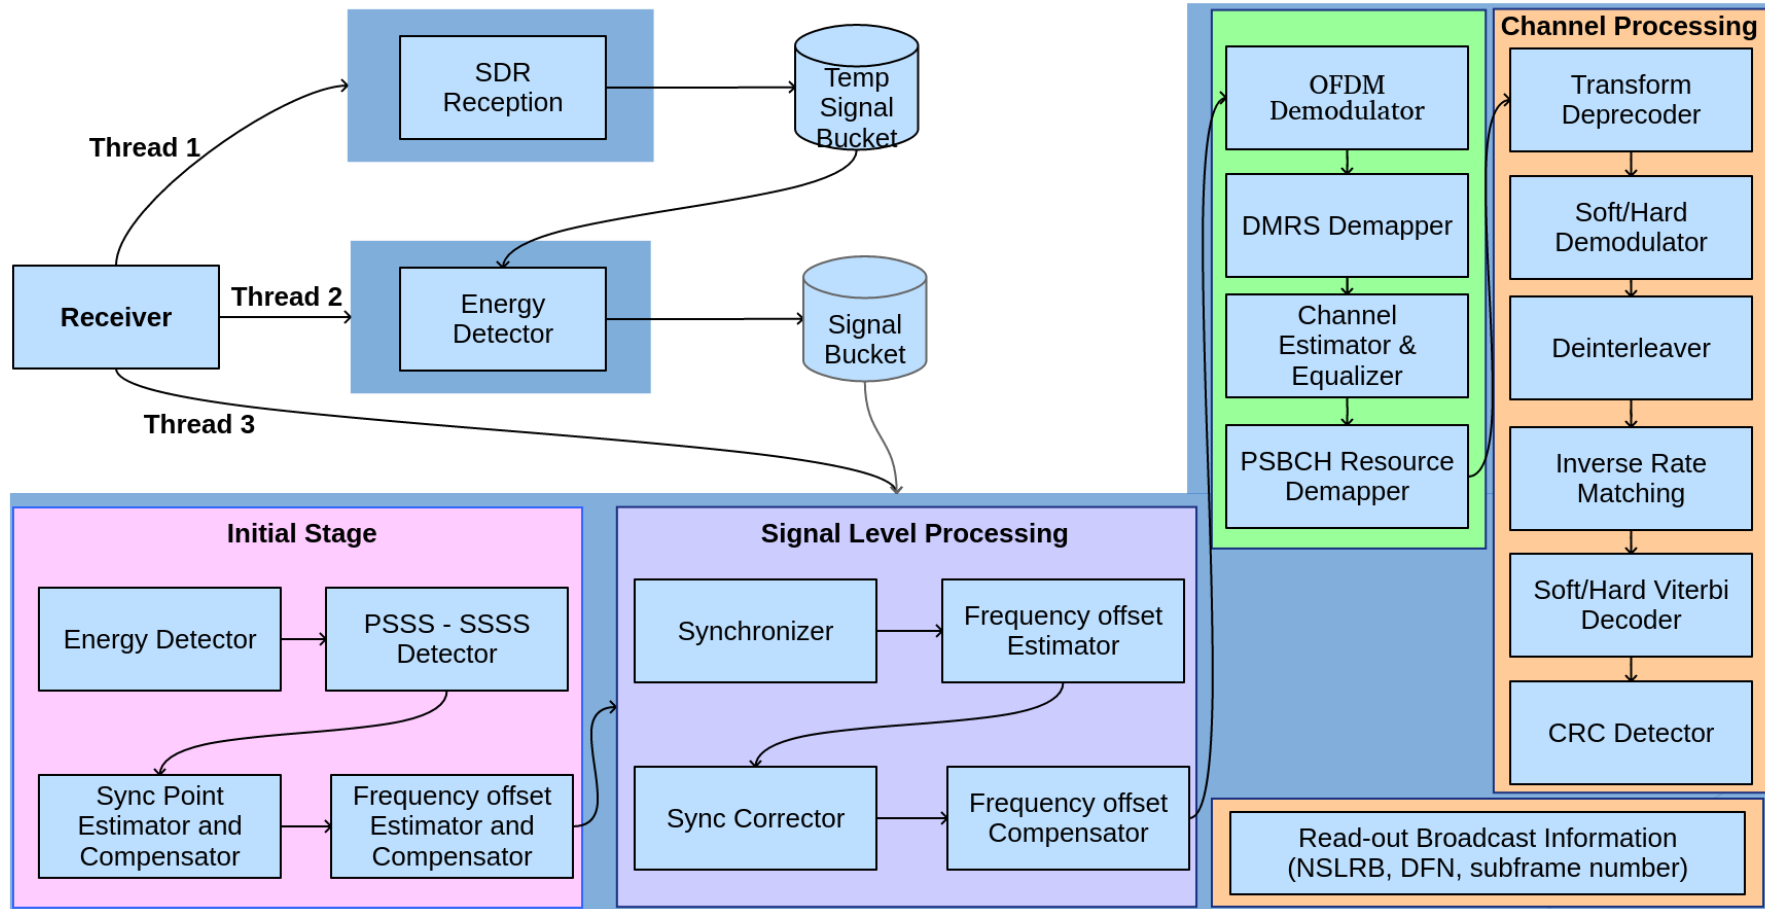 Thread 1
SDR
Reception
Temp
Signal
Bucket
Receiver
Thread 2
Energy
Detector
Signal
Bucket
Thread 3
Initial Stage
Energy Detector
PSSS - SSSS
Detector
Sync Point
Estimator and
Compensator
Frequency offset
Estimator and
Compensator
Signal Level Processing
Synchronizer
Frequency offset
Estimator
Sync Corrector
Frequency offset
Compensator
OFDM
Demodulator
DMRS Demapper
Channel
Estimator &
Equalizer
PSBCH Resource
Demapper
Channel Processing
Transform
Deprecoder
Soft/Hard
Demodulator
Deinterleaver
Inverse Rate
Matching
Soft/Hard Viterbi
Decoder
CRC Detector
Read-out Broadcast Information
(NSLRB, DFN, subframe number)